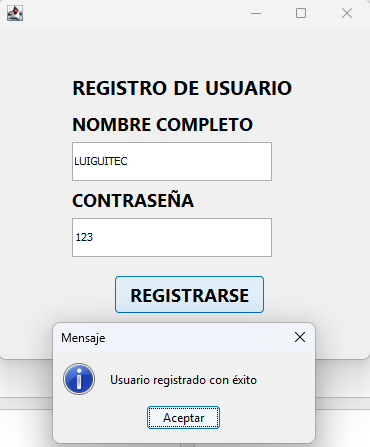 REGISTRO DE USUARIO
NOMBRE COMPLETO
LUIGUITEC
CONTRASEÑA
123
REGISTRARSE
Mensaje
Usuario registrado con éxito
Aceptar